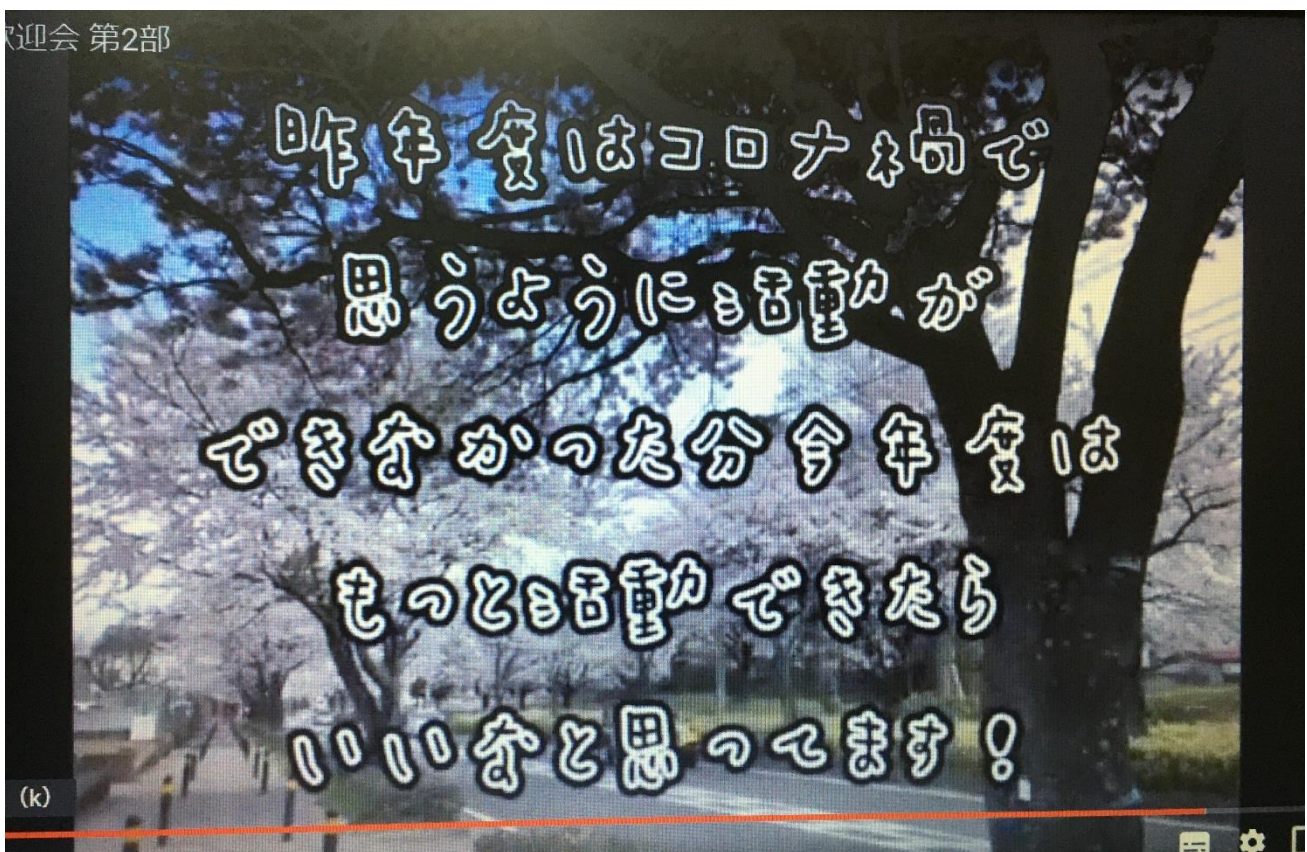 迎会 第2部
昨年度はコロナ禍で
思うように活動が
できなかった分今年度は
もっと活動できたら
いいなと思ってます!
(k)